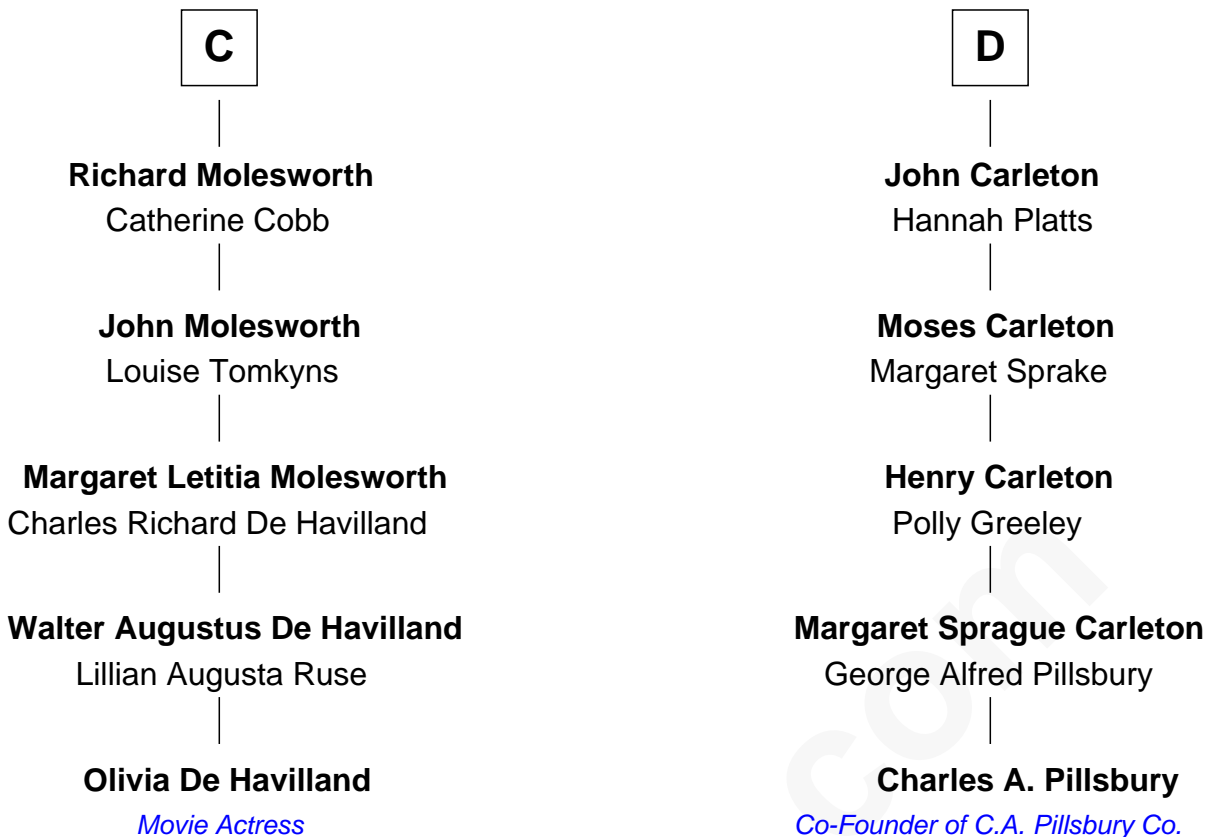 C
Richard Molesworth
Catherine Cobb
John Molesworth
Louise Tomkyns
Margaret Letitia Molesworth
Charles Richard De Havilland
Walter Augustus De Havilland
Lillian Augusta Ruse
Olivia De Havilland
Movie Actress
D
John Carleton
Hannah Platts
Moses Carleton
Margaret Sprake
Henry Carleton
Polly Greeley
Margaret Sprague Carleton
George Alfred Pillsbury
Charles A. Pillsbury
Co-Founder of C.A. Pillsbury Co.
com